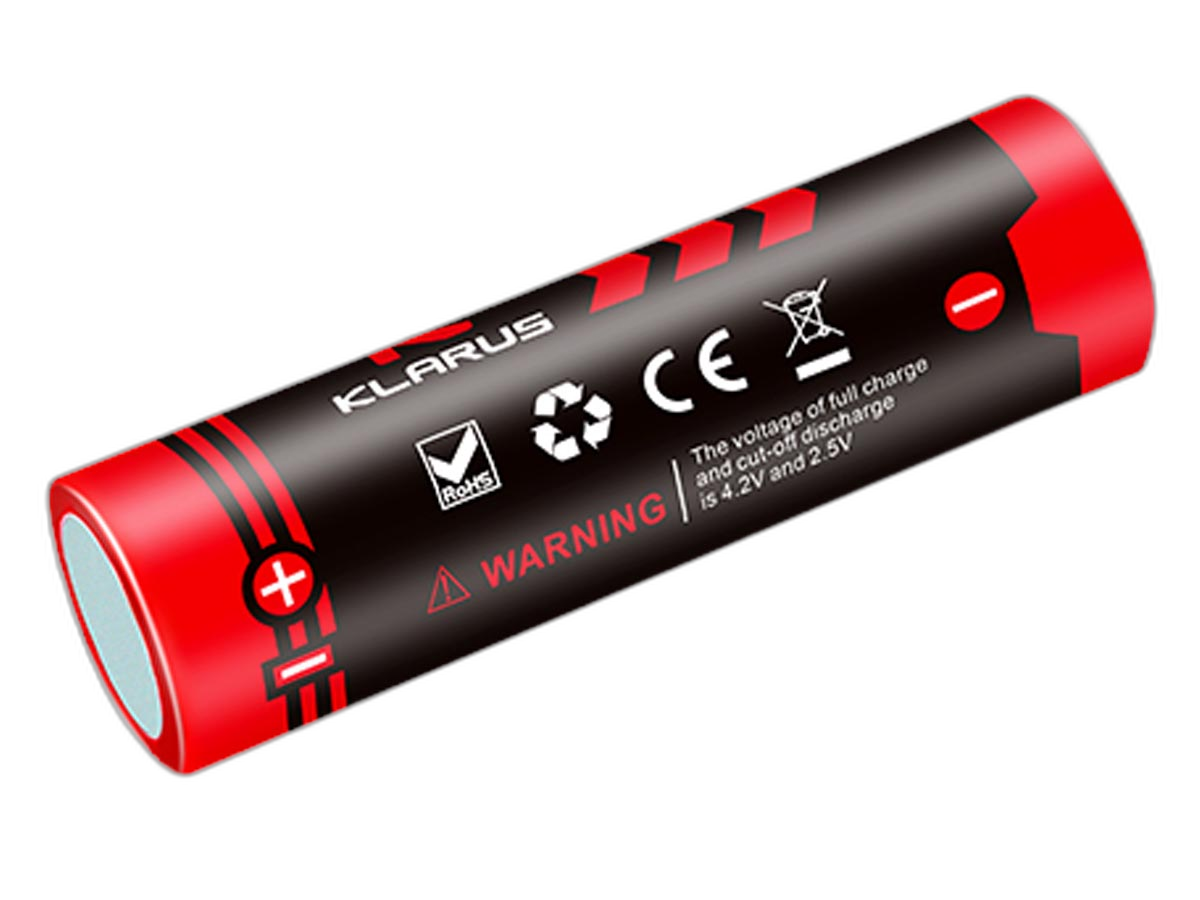 KLARUS
RoHS
CE
WARNING
The voltage of full charge
and cut-off discharge
is 4.2V and 2.5V